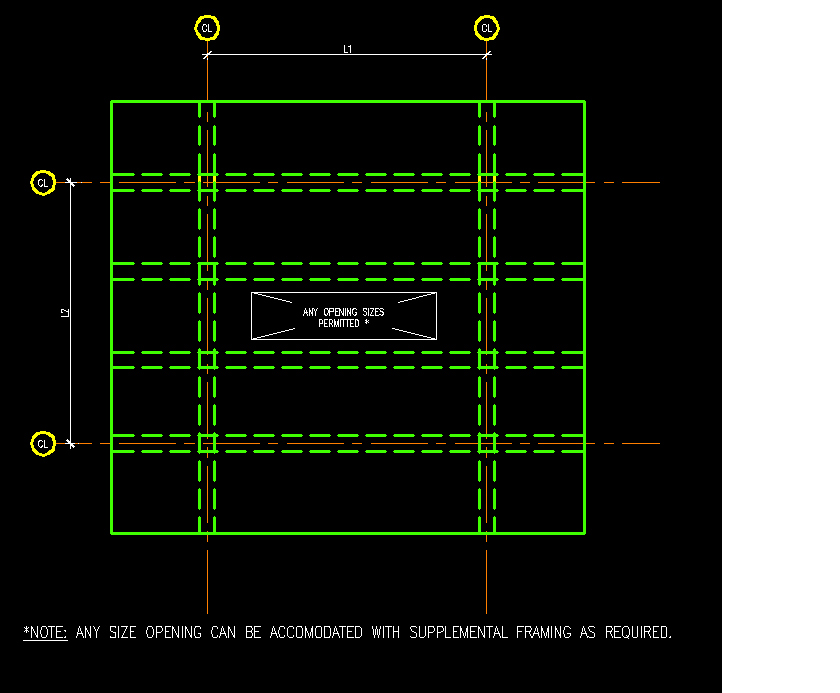 CL CL
L1
CL
L2
ANY OPENING SIZES
PERMITTED *
CL
*NOTE: ANY SIZE OPENING CAN BE ACCOMODATED WITH SUPPLEMENTAL FRAMING AS REQUIRED.